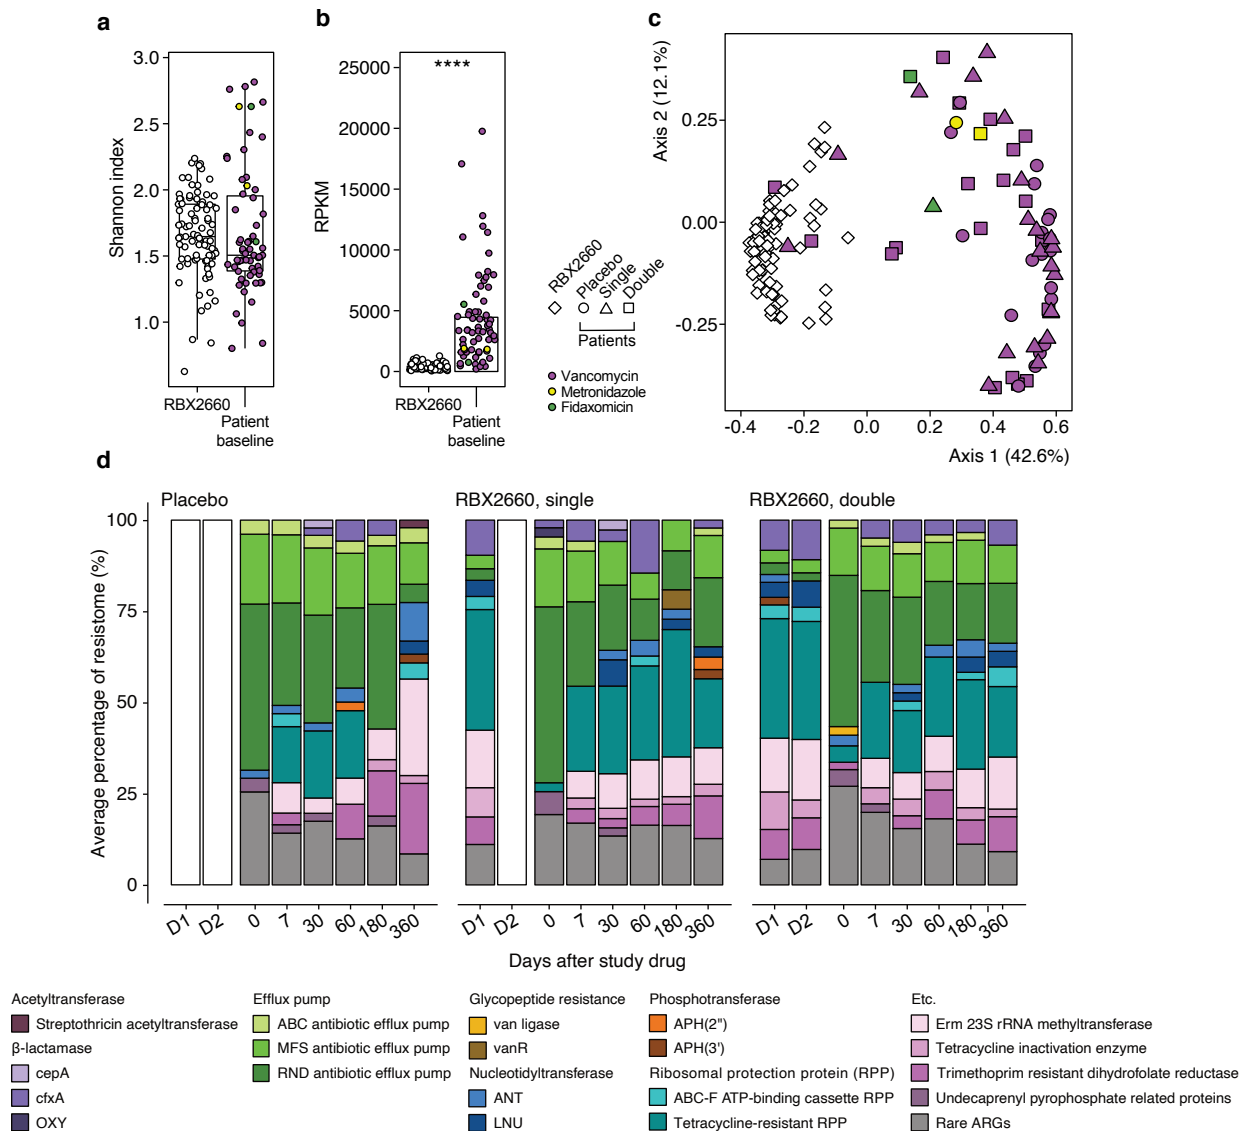 a
b
c
3.0
2.5
2.0
1.5
1.0
Shannon index
RBX2660
Patient
baseline
****
25000
20000
15000
10000
5000
0
RPKM
RBX2660
Patient
baseline
RBX2660
Placebo
Single
Double
Patients
Vancomycin
Metronidazole
Fidaxomicin
Axis 2 (12.1%)
0.25
0.00
-0.25
-0.4
-0.2
0.0
0.2
0.4
0.6
Axis 1 (42.6%)
d
Placebo
RBX2660, single
RBX2660, double
Average percentage of resistome (%)
100
75
50
25
0
D1 D2 0 7 30 60 180 360
D1 D2 0 7 30 60 180 360
D1 D2 0 7 30 60 180 360
Days after study drug
Acetyltransferase
Streptothricin acetyltransferase
β-lactamase
cepA
cfxA
OXY
Efflux pump
ABC antibiotic efflux pump
MFS antibiotic efflux pump
RND antibiotic efflux pump
Glycopeptide resistance
van ligase
vanR
Nucleotidyltransferase
ANT
LNU
Phosphotransferase
APH(2")
APH(3')
Ribosomal protection protein (RPP)
ABC-F ATP-binding cassette RPP
Tetracycline-resistant RPP
Etc.
Erm 23S rRNA methyltransferase
Tetracycline inactivation enzyme
Trimethoprim resistant dihydrofolate reductase
Undecaprenyl pyrophosphate related proteins
Rare ARGs